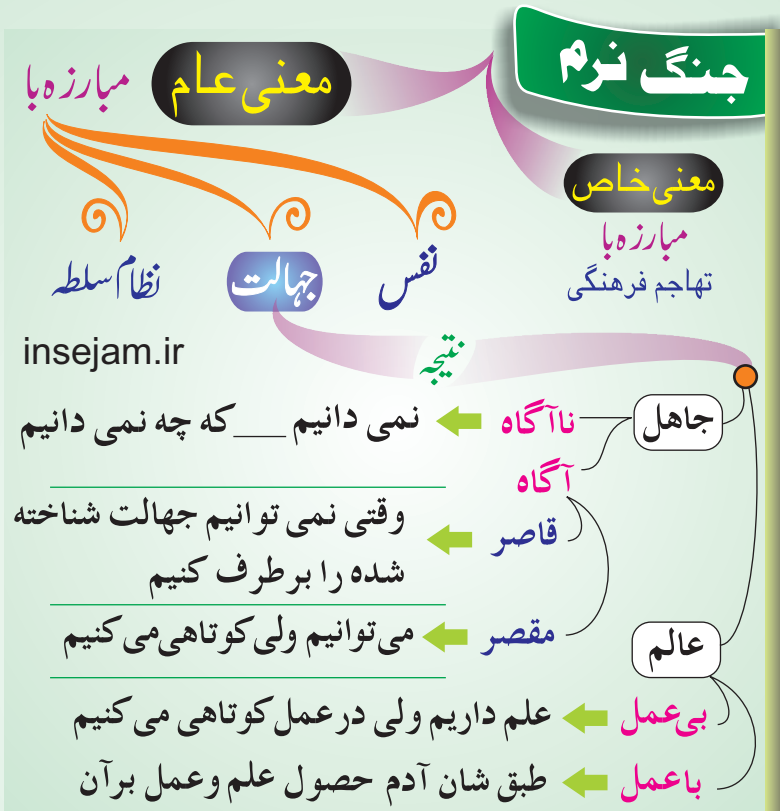 جنگ نرم
معنی عام
مبارزه با
معنی خاص
مبارزه با
تهاجم فرهنگی
نفس
جهالت
نظام سلطه
insejam.ir
نتیجه
جاهل
ناآگاه
نمی دانیم ___که چه نمی دانیم
آگاه
قاصر
وقتی نمی توانیم جهالت شناخته
شده را برطرف کنیم
مقصر
می‌توانیم ولی کوتاهی‌می‌کنیم
عالم
بی‌عمل
علم داریم ولی در عمل کوتاهی می‌کنیم
باعمل
طبق شان آدم حصول علم وعمل برآن